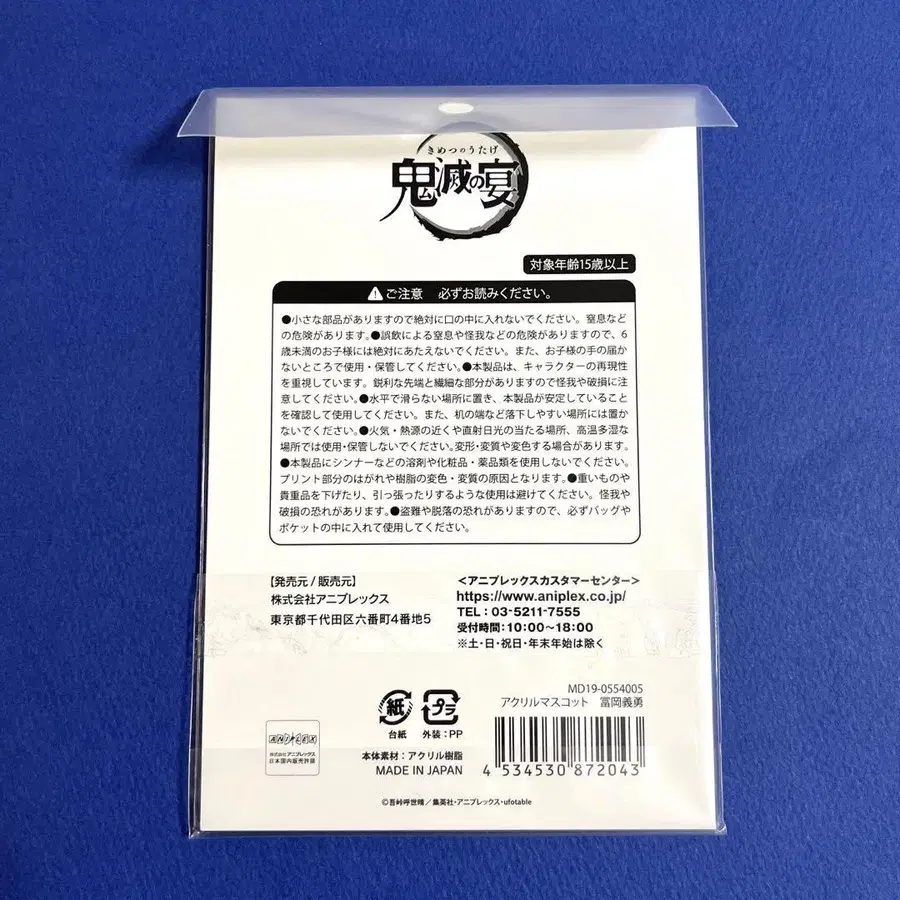 きめつのうたげ
鬼滅の宴
対象年齢15歳以上
ご注意　必ずお読みください。
●小さな部品がありますので絶対に口の中に入れないでください。窒息など
の危険があります。●誤飲による窒息や怪我などの危険がありますので、6
歳未満のお子様には絶対にあたえないでください。また、お子様の手の届か
ないところで使用・保管してください。●本製品は、キャラクターの再現性
を重視しています。鋭利な先端と繊細な部分がありますので怪我や破損に注
意してください。●水平で滑らない場所に置き、本製品が安定していること
を確認して使用してください。また、机の端など落下しやすい場所には置か
ないでください。●火気・熱源の近くや直射日光の当たる場所、高温多湿な
場所では使用・保管しないでください。変形・変質や変色する場合があります。
●本製品にシンナーなどの溶剤や化粧品・薬品類を使用しないでください。
プリント部分のはがれや樹脂の変色・変質の原因となります。●重いものや
貴重品を下げたり、引っ張ったりするような使用は避けてください。怪我や
破損の恐れがあります。●盗難や脱落の恐れがありますので、必ずバッグや
ポケットの中に入れて使用してください。
【発売元 / 販売元】
株式会社アニプレックス
東京都千代田区六番町4番地5
＜アニプレックスカスタマーセンター＞
https://www.aniplex.co.jp/
TEL：03-5211-7555
受付時間：10:00〜18:00
※土・日・祝日・年末年始は除く
MD19-0554005
アクリルマスコット　冨岡義勇
紙
台紙
プラ
外装：PP
ANIPLEX
株式会社アニプレックス
日本国内販売許諾
本体素材：アクリル樹脂
MADE IN JAPAN
4 534530 872043
©吾峠呼世晴／集英社・アニプレックス・ufotable